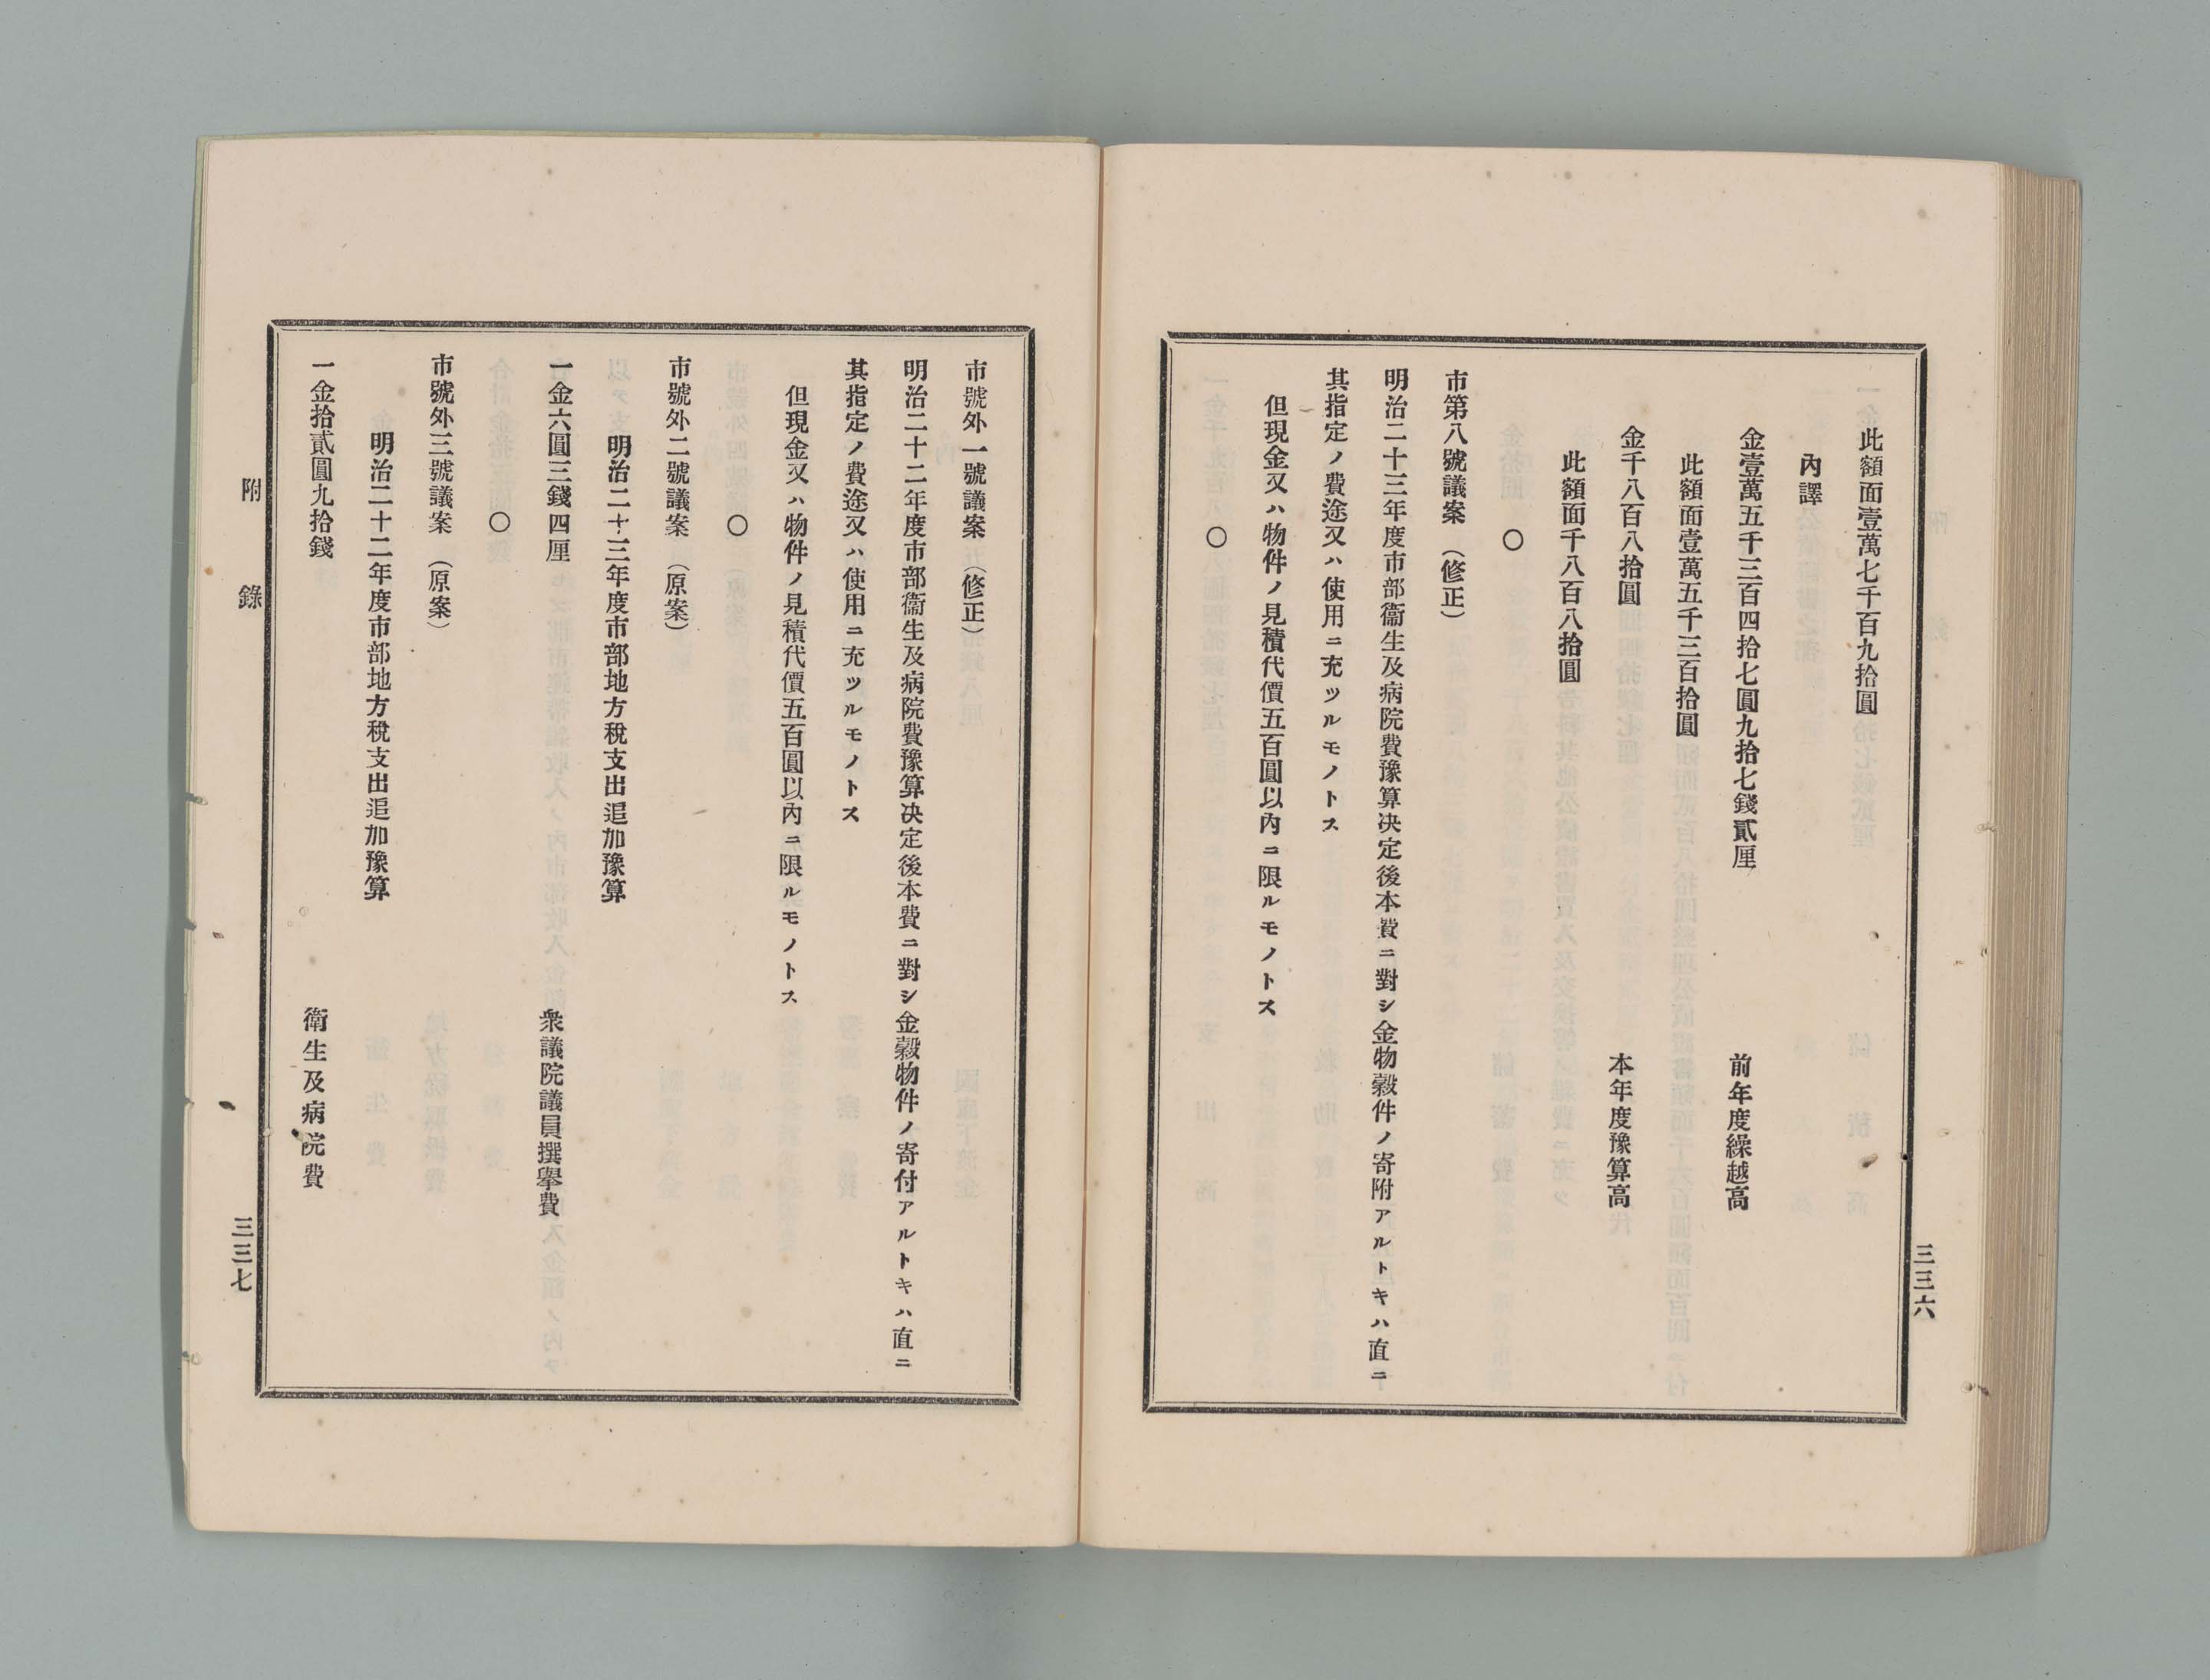 此額面壹萬七千百九拾圓
內譯
金壹萬五千三百四拾七圓九拾七錢貳厘　前年度繰越高
此額面壹萬五千三百拾圓
金千八百八拾圓　本年度豫算高
此額面千八百八拾圓
○
市第八號議案（修正）
明治二十三年度市部衞生及病院費豫算决定後本費ニ對シ金物穀件ノ寄附アルトキハ直ニ
其指定ノ費途又ハ使用ニ充ツルモノトス
但現金又ハ物件ノ見積代價五百圓以內ニ限ルモノトス
○
三三六
市號外一號議案（修正）
明治二十二年度市部衞生及病院費豫算决定後本費ニ對シ金穀物件ノ寄付アルトキハ直ニ
其指定ノ費途又ハ使用ニ充ツルモノトス
但現金又ハ物件ノ見積代價五百圓以內ニ限ルモノトス
○
市號外二號議案（原案）
明治二十三年度市部地方稅支出追加豫算
一金六圓三錢四厘　衆議院議員撰擧費
○
市號外三號議案（原案）
明治二十二年度市部地方稅支出追加豫算
一金拾貳圓九拾錢　衛生及病院費
附錄
三三七